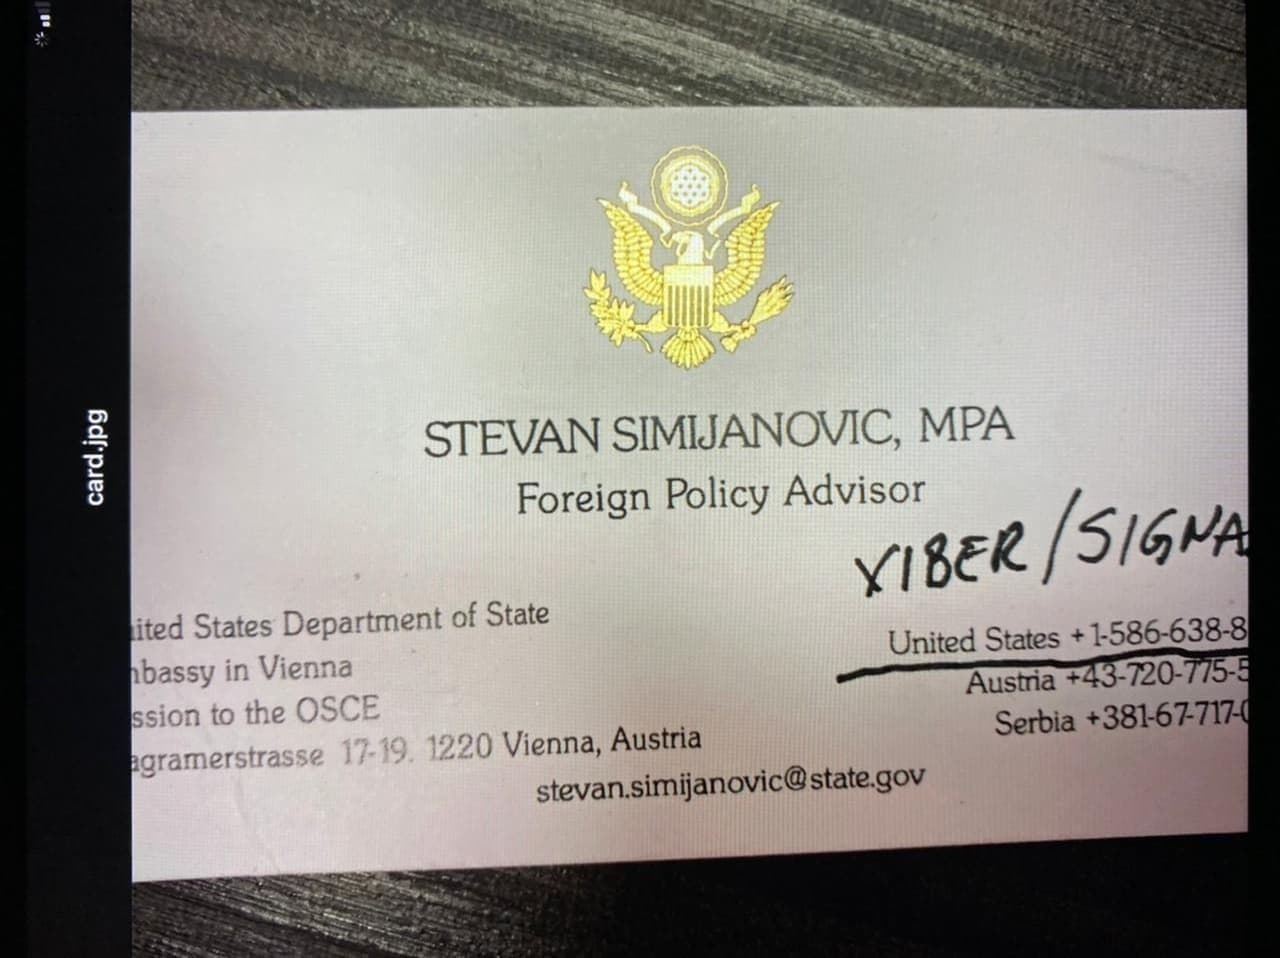 card.jpg
STEVAN SIMIJANOVIC, MPA
Foreign Policy Advisor
VIBER/SIGNA
ited States Department of State
bassy in Vienna
ssion to the OSCE
agramerstrasse 17-19. 1220 Vienna, Austria
United States +1-586-638-8
Austria +43-720-775-5
Serbia +381-67-717-0
stevan.simijanovic@state.gov